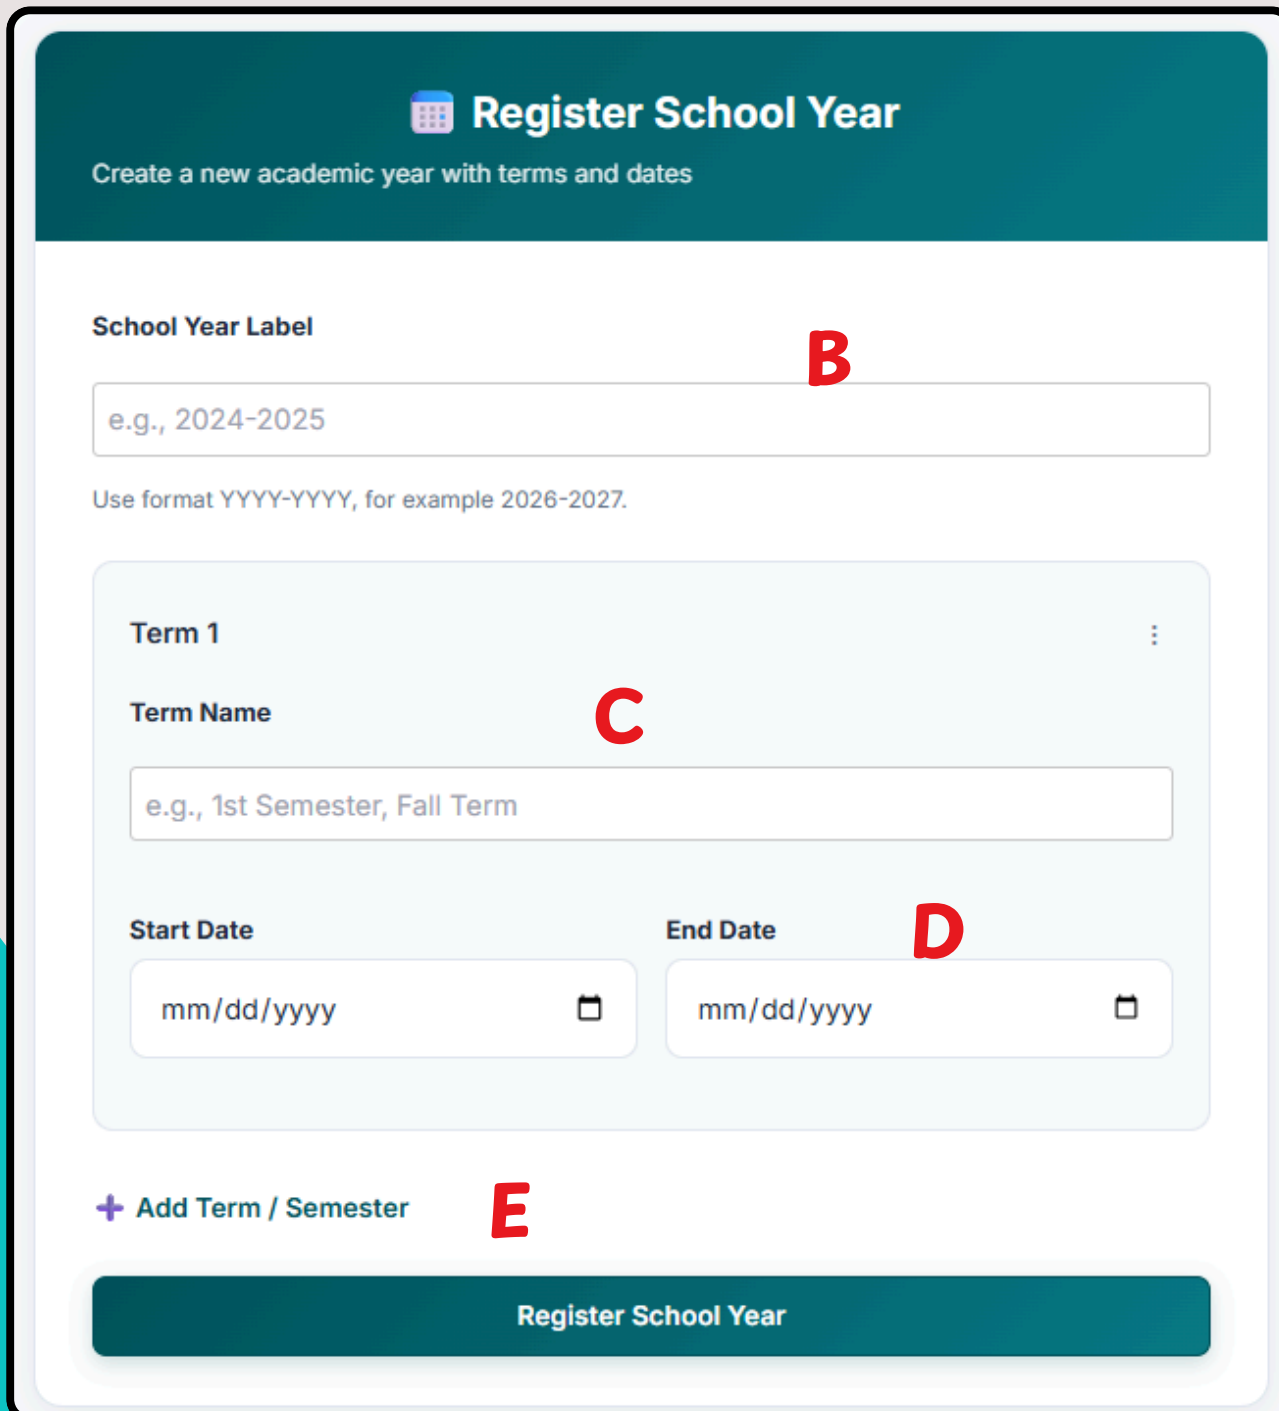 Register School Year
Create a new academic year with terms and dates
School Year Label
B
e.g., 2024-2025
Use format YYYY-YYYY, for example 2026-2027.
Term 1
Term Name
C
e.g., 1st Semester, Fall Term
Start Date End Date D
mm/dd/yyyy mm/dd/yyyy
+ Add Term / Semester E
Register School Year